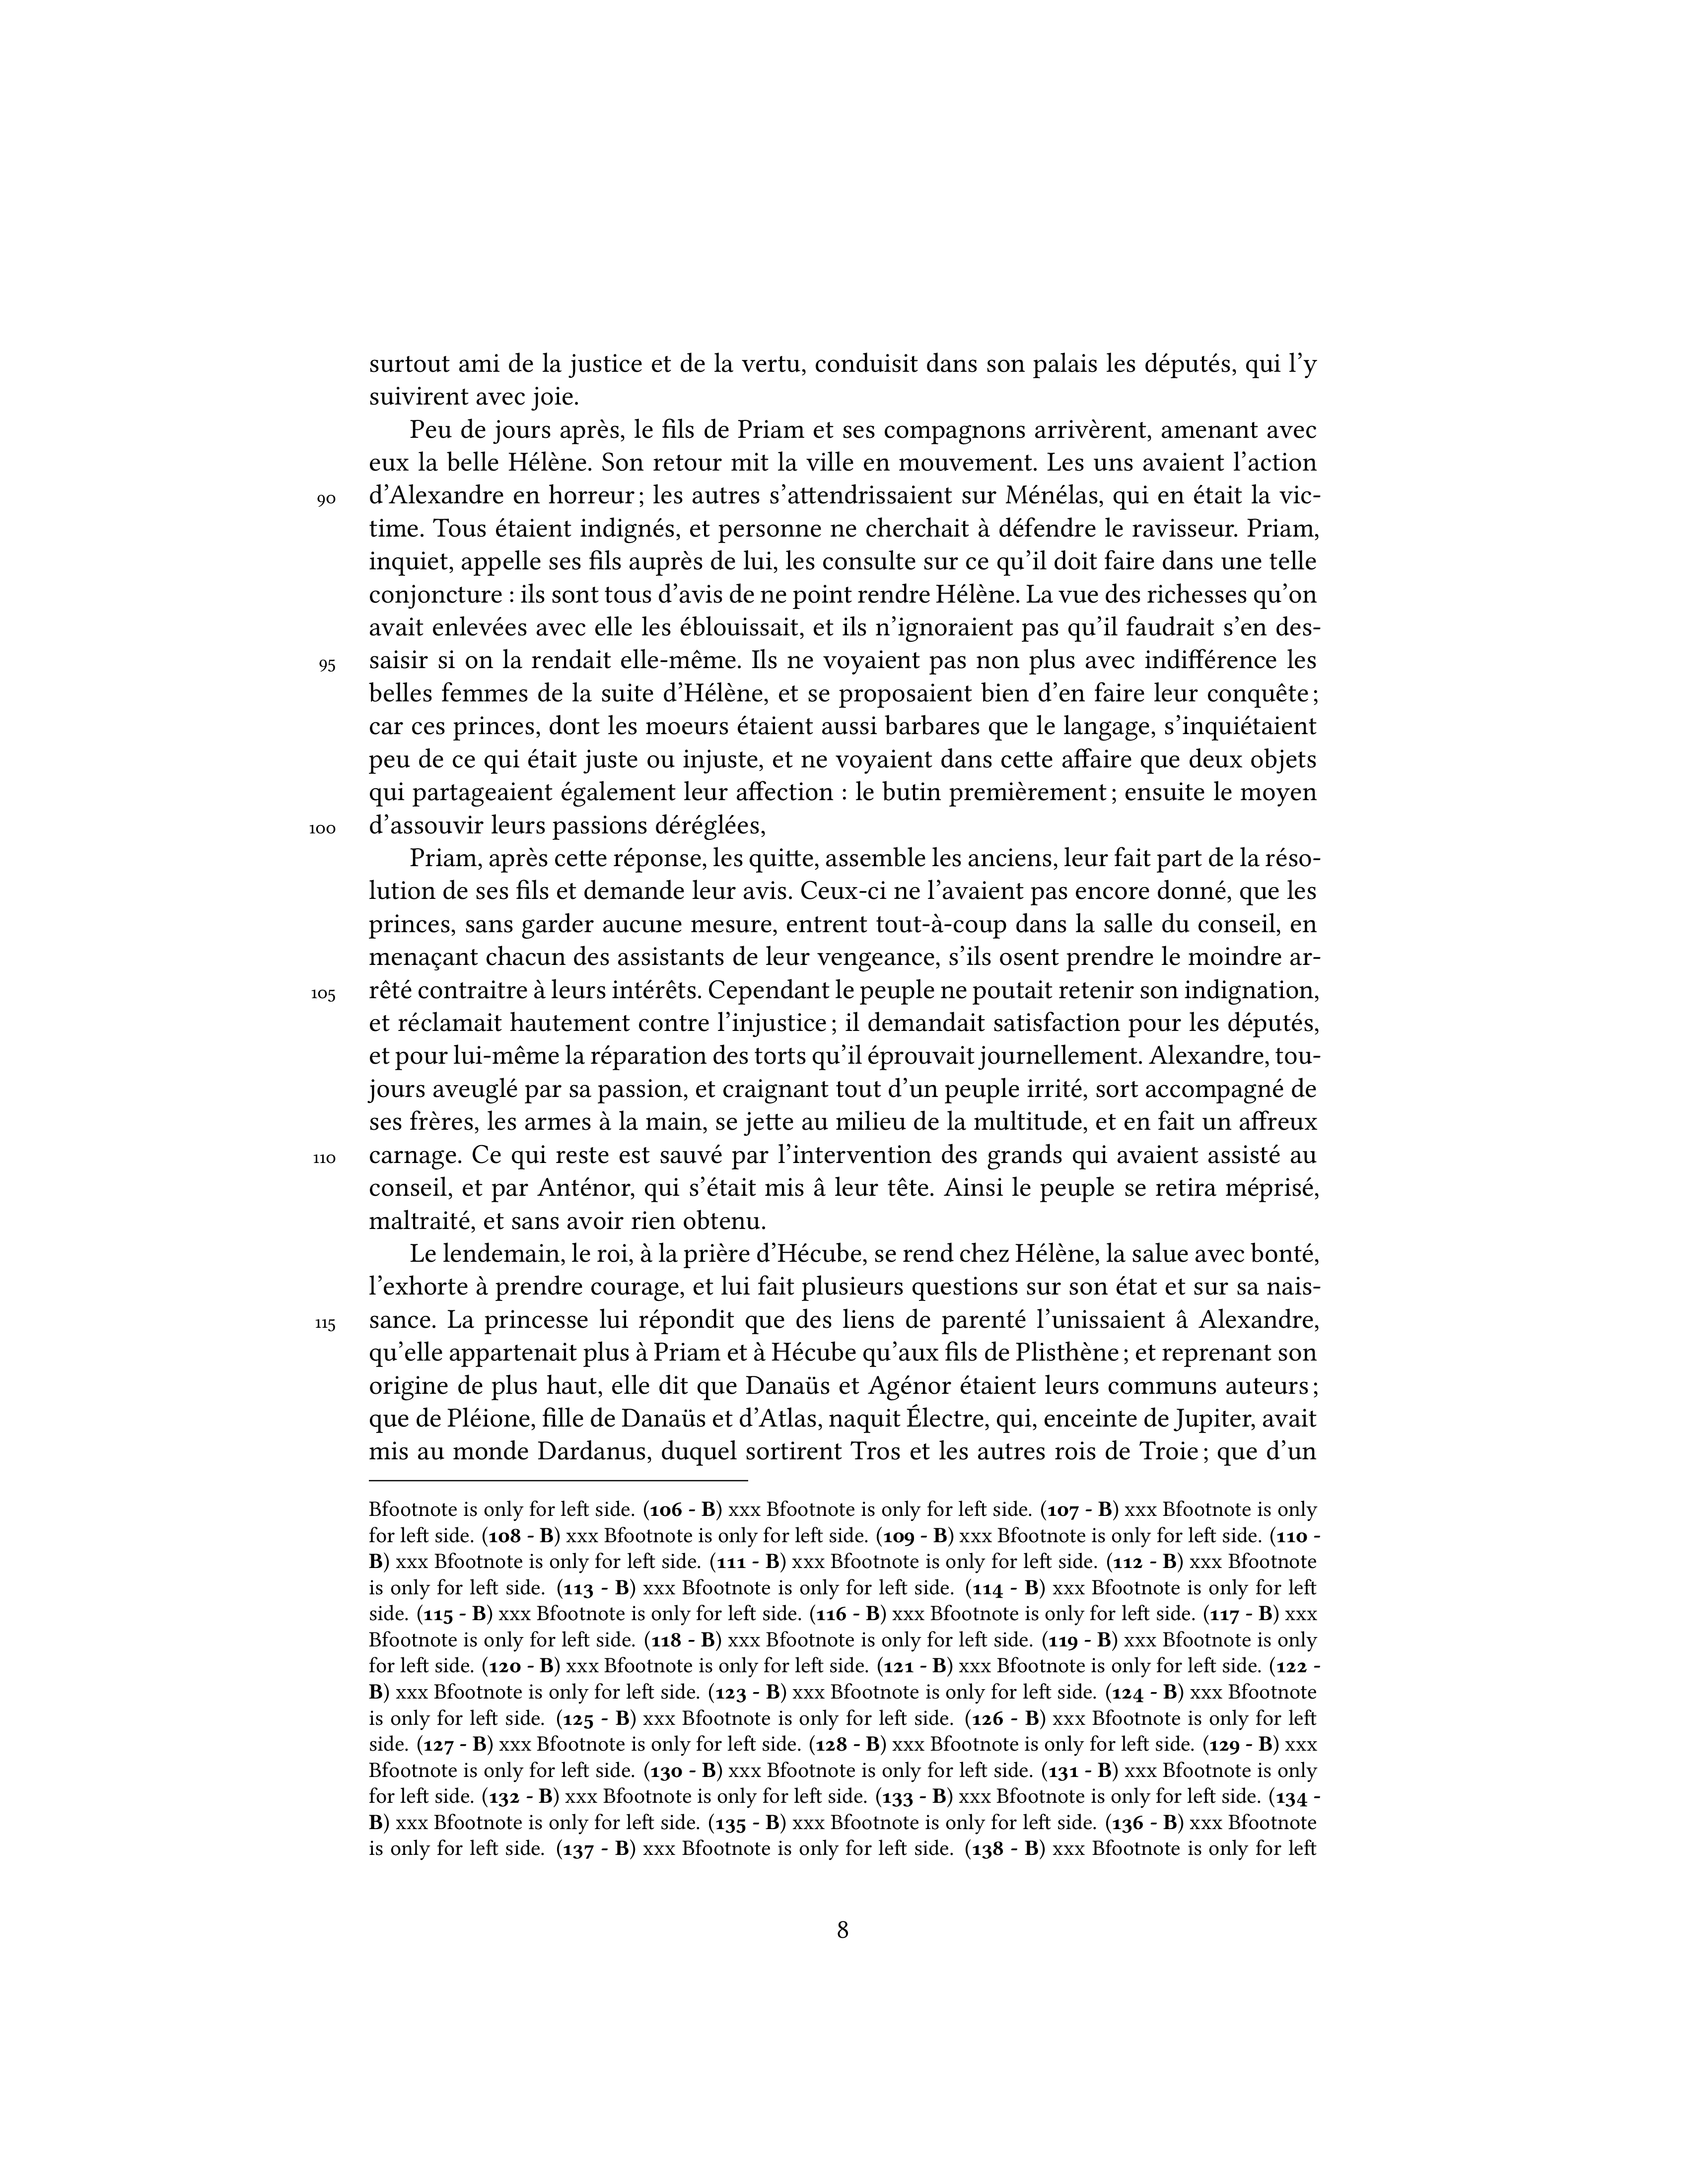 surtout ami de la justice et de la vertu, conduisit dans son palais les députés, qui l’y
suivirent avec joie.
Peu de jours après, le fils de Priam et ses compagnons arrivèrent, amenant avec
eux la belle Hélène. Son retour mit la ville en mouvement. Les uns avaient l’action
90 d’Alexandre en horreur ; les autres s’attendrissaient sur Ménélas, qui en était la vic-
time. Tous étaient indignés, et personne ne cherchait à défendre le ravisseur. Priam,
inquiet, appelle ses fils auprès de lui, les consulte sur ce qu’il doit faire dans une telle
conjoncture : ils sont tous d’avis de ne point rendre Hélène. La vue des richesses qu’on
avait enlevées avec elle les éblouissait, et ils n’ignoraient pas qu’il faudrait s’en des-
95 saisir si on la rendait elle-même. Ils ne voyaient pas non plus avec indifférence les
belles femmes de la suite d’Hélène, et se proposaient bien d’en faire leur conquête ;
car ces princes, dont les moeurs étaient aussi barbares que le langage, s’inquiétaient
peu de ce qui était juste ou injuste, et ne voyaient dans cette affaire que deux objets
qui partageaient également leur affection : le butin premièrement ; ensuite le moyen
100 d’assouvir leurs passions déréglées,
Priam, après cette réponse, les quitte, assemble les anciens, leur fait part de la réso-
lution de ses fils et demande leur avis. Ceux-ci ne l’avaient pas encore donné, que les
princes, sans garder aucune mesure, entrent tout-à-coup dans la salle du conseil, en
menaçant chacun des assistants de leur vengeance, s’ils osent prendre le moindre ar-
105 rêté contraitre à leurs intérêts. Cependant le peuple ne poutait retenir son indignation,
et réclamait hautement contre l’injustice ; il demandait satisfaction pour les députés,
et pour lui-même la réparation des torts qu’il éprouvait journellement. Alexandre, tou-
jours aveuglé par sa passion, et craignant tout d’un peuple irrité, sort accompagné de
ses frères, les armes à la main, se jette au milieu de la multitude, et en fait un affreux
110 carnage. Ce qui reste est sauvé par l’intervention des grands qui avaient assisté au
conseil, et par Anténor, qui s’était mis â leur tête. Ainsi le peuple se retira méprisé,
maltraité, et sans avoir rien obtenu.
Le lendemain, le roi, à la prière d’Hécube, se rend chez Hélène, la salue avec bonté,
l’exhorte à prendre courage, et lui fait plusieurs questions sur son état et sur sa nais-
115 sance. La princesse lui répondit que des liens de parenté l’unissaient â Alexandre,
qu’elle appartenait plus à Priam et à Hécube qu’aux fils de Plisthène ; et reprenant son
origine de plus haut, elle dit que Danaüs et Agénor étaient leurs communs auteurs ;
que de Pléione, fille de Danaüs et d’Atlas, naquit Électre, qui, enceinte de Jupiter, avait
mis au monde Dardanus, duquel sortirent Tros et les autres rois de Troie ; que d’un
Bfootnote is only for left side. (106 - B) xxx Bfootnote is only for left side. (107 - B) xxx Bfootnote is only
for left side. (108 - B) xxx Bfootnote is only for left side. (109 - B) xxx Bfootnote is only for left side. (110 -
B) xxx Bfootnote is only for left side. (111 - B) xxx Bfootnote is only for left side. (112 - B) xxx Bfootnote
is only for left side. (113 - B) xxx Bfootnote is only for left side. (114 - B) xxx Bfootnote is only for left
side. (115 - B) xxx Bfootnote is only for left side. (116 - B) xxx Bfootnote is only for left side. (117 - B) xxx
Bfootnote is only for left side. (118 - B) xxx Bfootnote is only for left side. (119 - B) xxx Bfootnote is only
for left side. (120 - B) xxx Bfootnote is only for left side. (121 - B) xxx Bfootnote is only for left side. (122 -
B) xxx Bfootnote is only for left side. (123 - B) xxx Bfootnote is only for left side. (124 - B) xxx Bfootnote
is only for left side. (125 - B) xxx Bfootnote is only for left side. (126 - B) xxx Bfootnote is only for left
side. (127 - B) xxx Bfootnote is only for left side. (128 - B) xxx Bfootnote is only for left side. (129 - B) xxx
Bfootnote is only for left side. (130 - B) xxx Bfootnote is only for left side. (131 - B) xxx Bfootnote is only
for left side. (132 - B) xxx Bfootnote is only for left side. (133 - B) xxx Bfootnote is only for left side. (134 -
B) xxx Bfootnote is only for left side. (135 - B) xxx Bfootnote is only for left side. (136 - B) xxx Bfootnote
is only for left side. (137 - B) xxx Bfootnote is only for left side. (138 - B) xxx Bfootnote is only for left
8